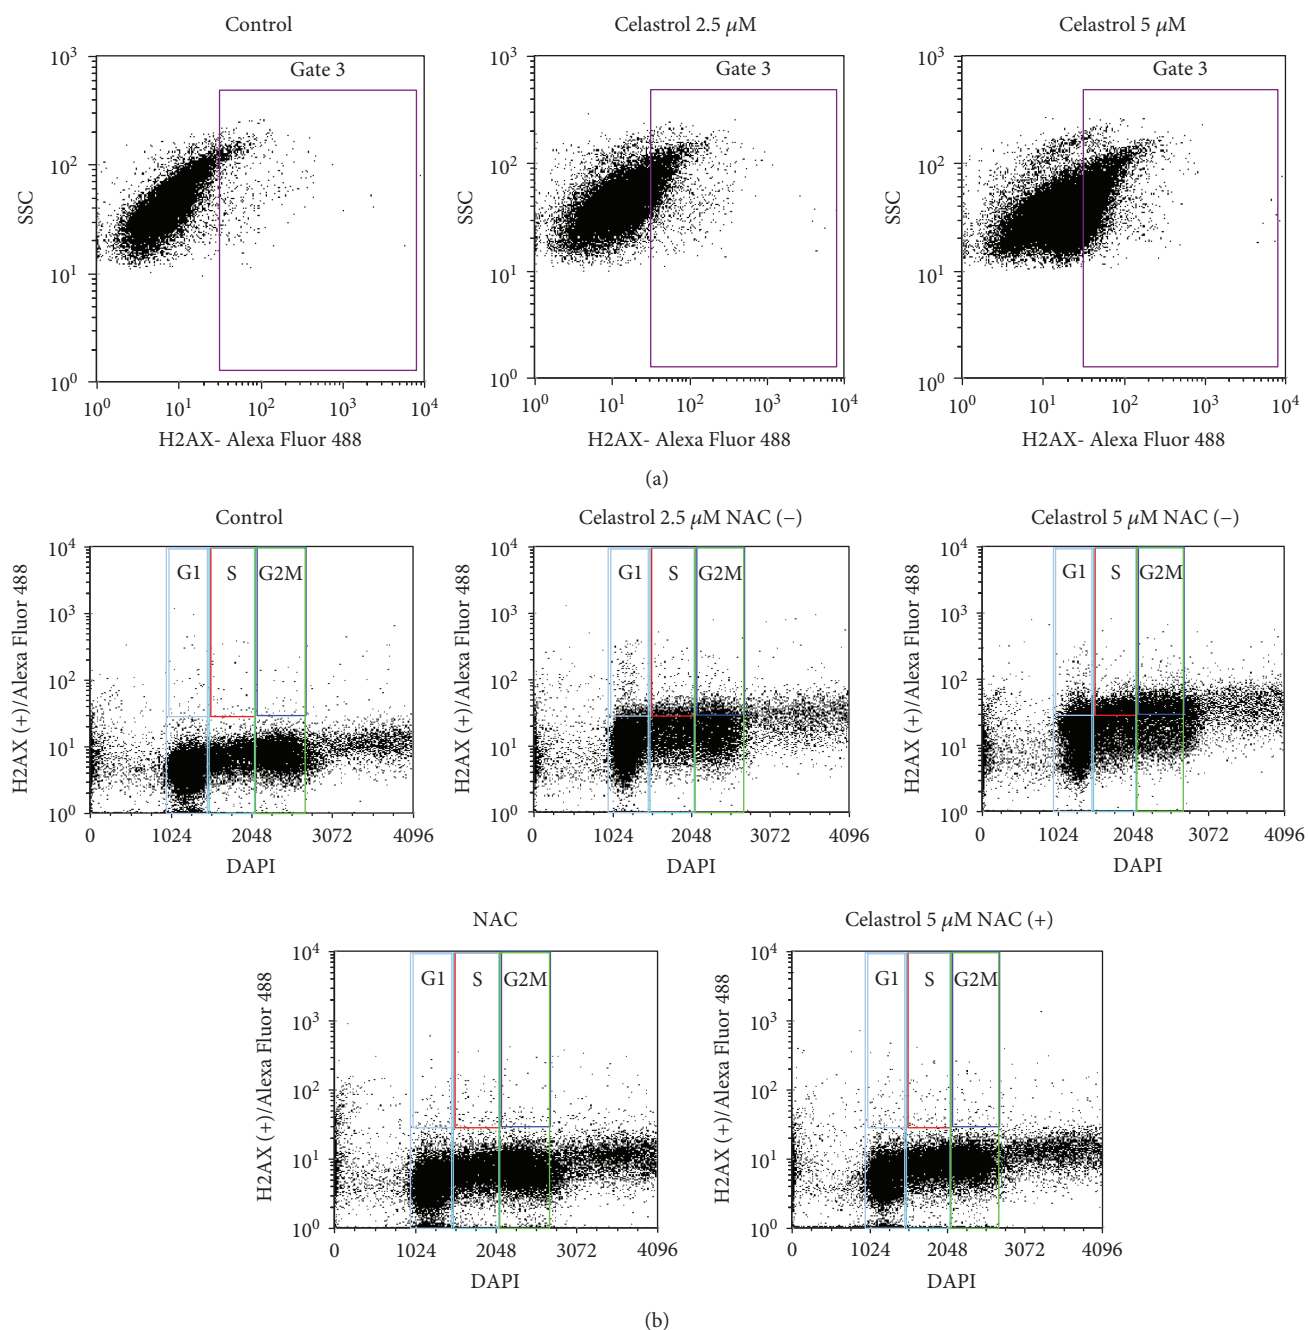 Control
Celastrol 2.5 μM
Celastrol 5 μM
Gate 3
Gate 3
Gate 3
SSC
10³
10²
10¹
10⁰
10⁰ 10¹ 10² 10³ 10⁴
H2AX- Alexa Fluor 488
SSC
10³
10²
10¹
10⁰
10⁰ 10¹ 10² 10³ 10⁴
H2AX- Alexa Fluor 488
SSC
10³
10²
10¹
10⁰
10⁰ 10¹ 10² 10³ 10⁴
H2AX- Alexa Fluor 488
(a)
Control
H2AX (+)/Alexa Fluor 488
10⁴
10³
10²
10¹
10⁰
G1 S G2M
0 1024 2048 3072 4096
DAPI
Celastrol 2.5 μM NAC (−)
H2AX (+)/Alexa Fluor 488
10⁴
10³
10²
10¹
10⁰
G1 S G2M
0 1024 2048 3072 4096
DAPI
Celastrol 5 μM NAC (−)
H2AX (+)/Alexa Fluor 488
10⁴
10³
10²
10¹
10⁰
G1 S G2M
0 1024 2048 3072 4096
DAPI
NAC
H2AX (+)/Alexa Fluor 488
10⁴
10³
10²
10¹
10⁰
G1 S G2M
0 1024 2048 3072 4096
DAPI
Celastrol 5 μM NAC (+)
H2AX (+)/Alexa Fluor 488
10⁴
10³
10²
10¹
10⁰
G1 S G2M
0 1024 2048 3072 4096
DAPI
(b)